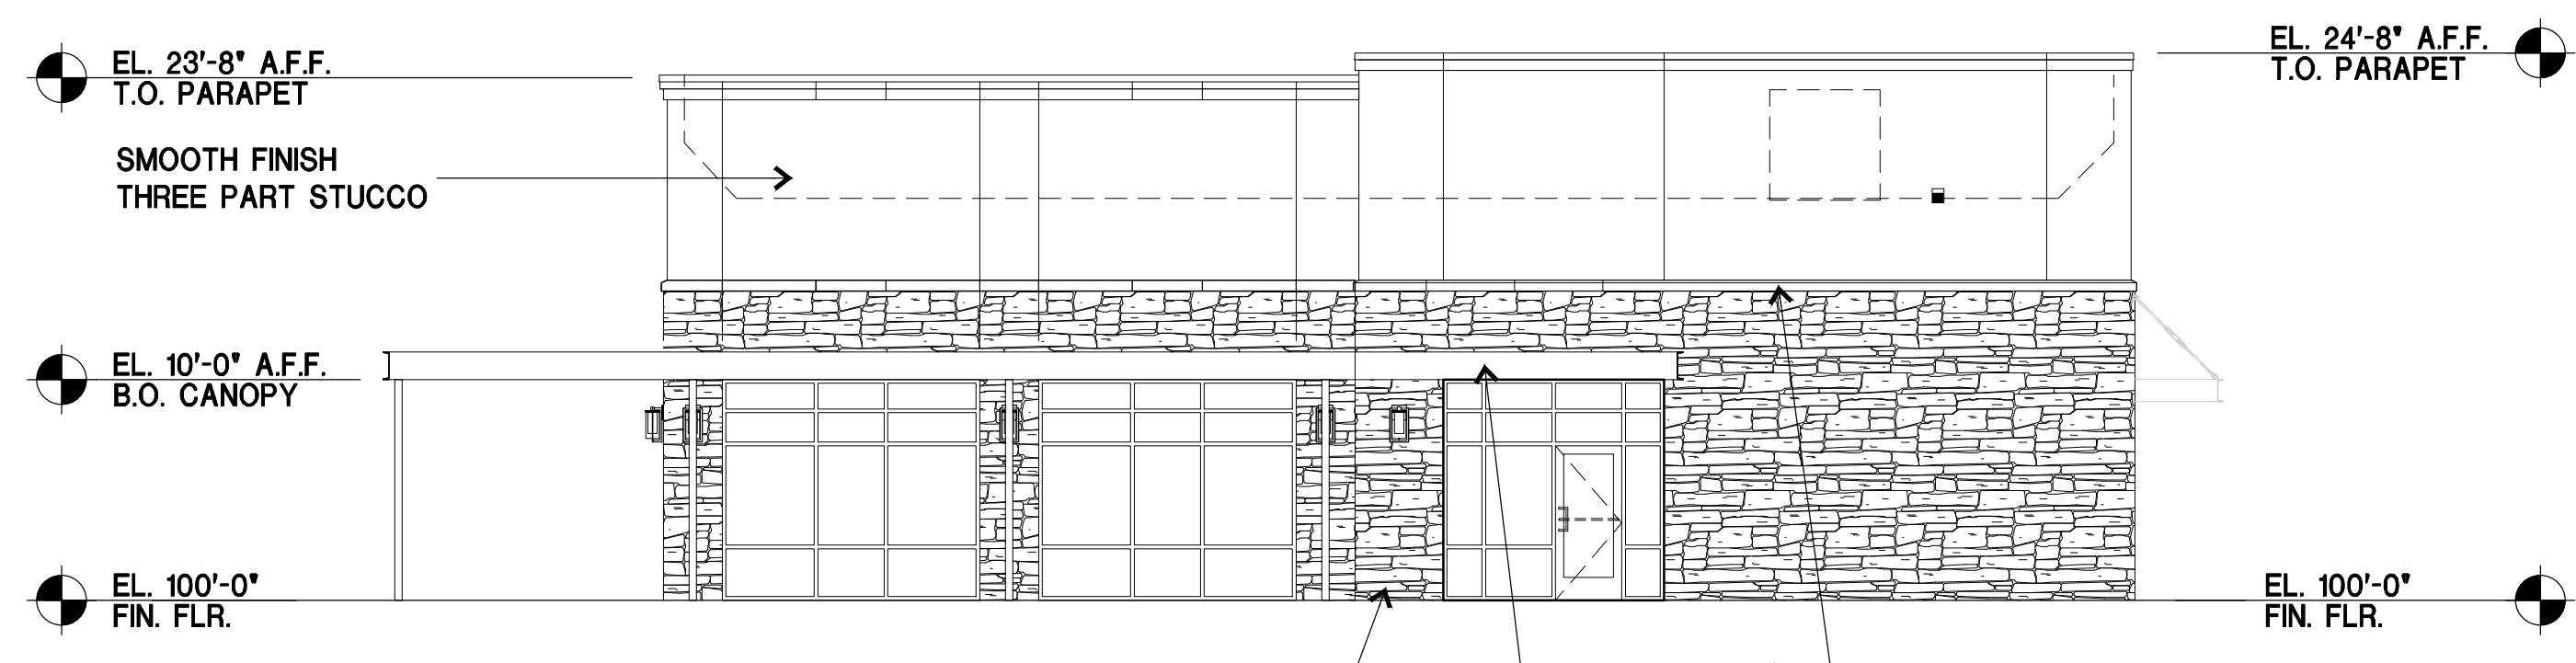 EL. 23'-8" A.F.F.
T.O. PARAPET
EL. 24'-8" A.F.F.
T.O. PARAPET
SMOOTH FINISH
THREE PART STUCCO
EL. 10'-0" A.F.F.
B.O. CANOPY
EL. 100'-0"
FIN. FLR.
EL. 100'-0"
FIN. FLR.